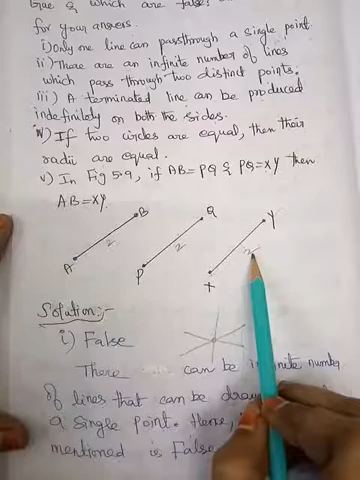 true & which are false
for your answers.
i) Only one line can pass through a single point.
ii) There are an infinite number of lines
which pass through two distinct points.
iii) A terminated line can be produced
indefinitely on both the sides.
iv) If two circles are equal, then their
radii are equal.
v) In Fig 5.9, if AB=PQ & PQ=XY then
AB=XY.
B Q Y
2 2 2
A P X
Solution:-
i) False
There can be infinite number
of lines that can be
a single point. Hence,
mentioned is False